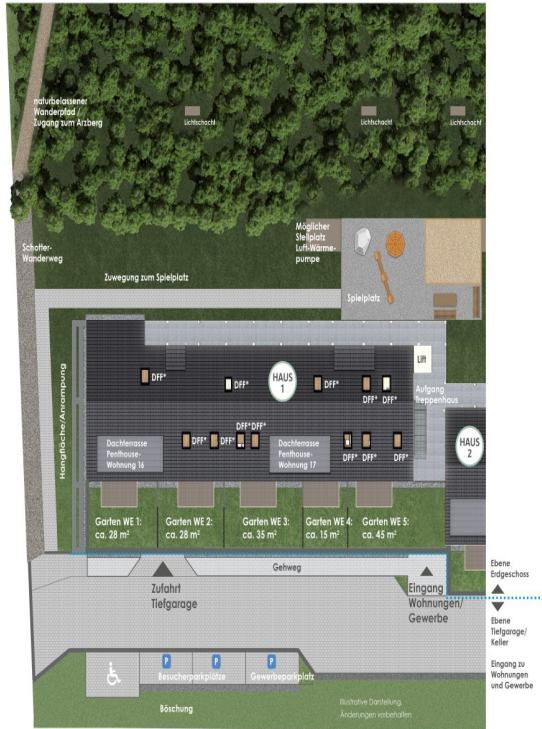 naturbelassener
Wanderpfad /
Zugang zum Arzberg
Lichtschacht
Lichtschacht
Lichtschacht
Möglicher
Stellplatz
Luft-Wärme-
pumpe
Schotter-
Wanderweg
Zuwegung zum Spielplatz
Spielplatz
Hangfläche/Anrampung
Lift
HAUS
1
DFF*
DFF*
DFF*
DFF*
DFF*
Aufgang
Treppenhaus
HAUS
2
Dachterrasse
Penthouse-
Wohnung 16
DFF*
DFF*
DFF*
DFF*
Dachterrasse
Penthouse-
Wohnung 17
DFF*
DFF*
DFF*
Garten WE 1:
ca. 28 m²
Garten WE 2:
ca. 28 m²
Garten WE 3:
ca. 35 m²
Garten WE 4:
ca. 15 m²
Garten WE 5:
ca. 45 m²
Gehweg
Zufahrt
Tiefgarage
Eingang
Wohnungen/
Gewerbe
Ebene
Erdgeschoss
Ebene
Tiefgarage/
Keller
Eingang zu
Wohnungen
und Gewerbe
P
P
P
Besucherparkplätze
Gewerbeparkplatz
Böschung
Illustrative Darstellung,
Änderungen vorbehalten